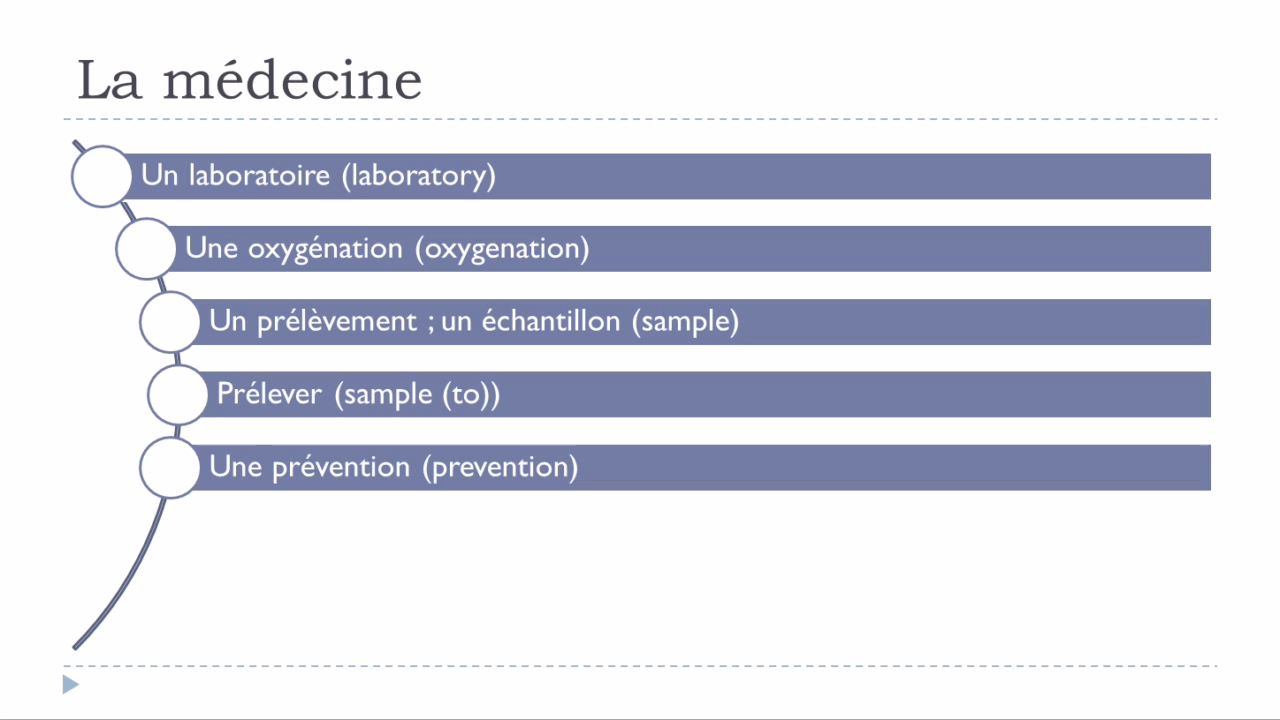 La médecine
Un laboratoire (laboratory)
Une oxygénation (oxygenation)
Un prélèvement ; un échantillon (sample)
Prélever (sample (to))
Une prévention (prevention)